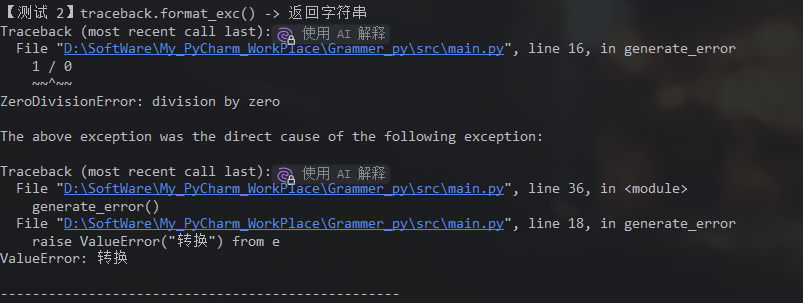 【测试 2】traceback.format_exc() -> 返回字符串
Traceback (most recent call last): 使用 AI 解释
  File "D:\SoftWare\My_PyCharm_WorkPlace\Grammer_py\src\main.py", line 16, in generate_error
    1 / 0
    ~~^~~
ZeroDivisionError: division by zero

The above exception was the direct cause of the following exception:

Traceback (most recent call last): 使用 AI 解释
  File "D:\SoftWare\My_PyCharm_WorkPlace\Grammer_py\src\main.py", line 36, in <module>
    generate_error()
  File "D:\SoftWare\My_PyCharm_WorkPlace\Grammer_py\src\main.py", line 18, in generate_error
    raise ValueError("转换") from e
ValueError: 转换

--------------------------------------------------